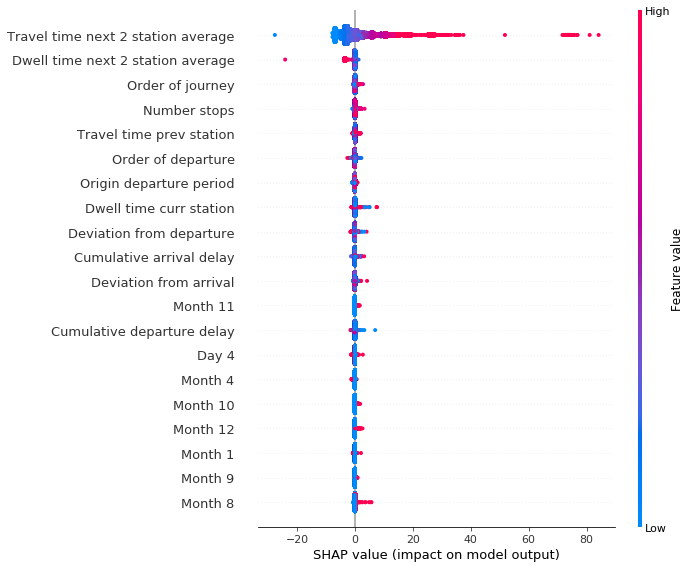 High
Travel time next 2 station average
Dwell time next 2 station average
Order of journey
Number stops
Travel time prev station
Order of departure
Origin departure period
Dwell time curr station
Deviation from departure
Cumulative arrival delay
Deviation from arrival
Month 11
Cumulative departure delay
Day 4
Month 4
Month 10
Month 12
Month 1
Month 9
Month 8
Feature value
Low
−20 0 20 40 60 80
SHAP value (impact on model output)